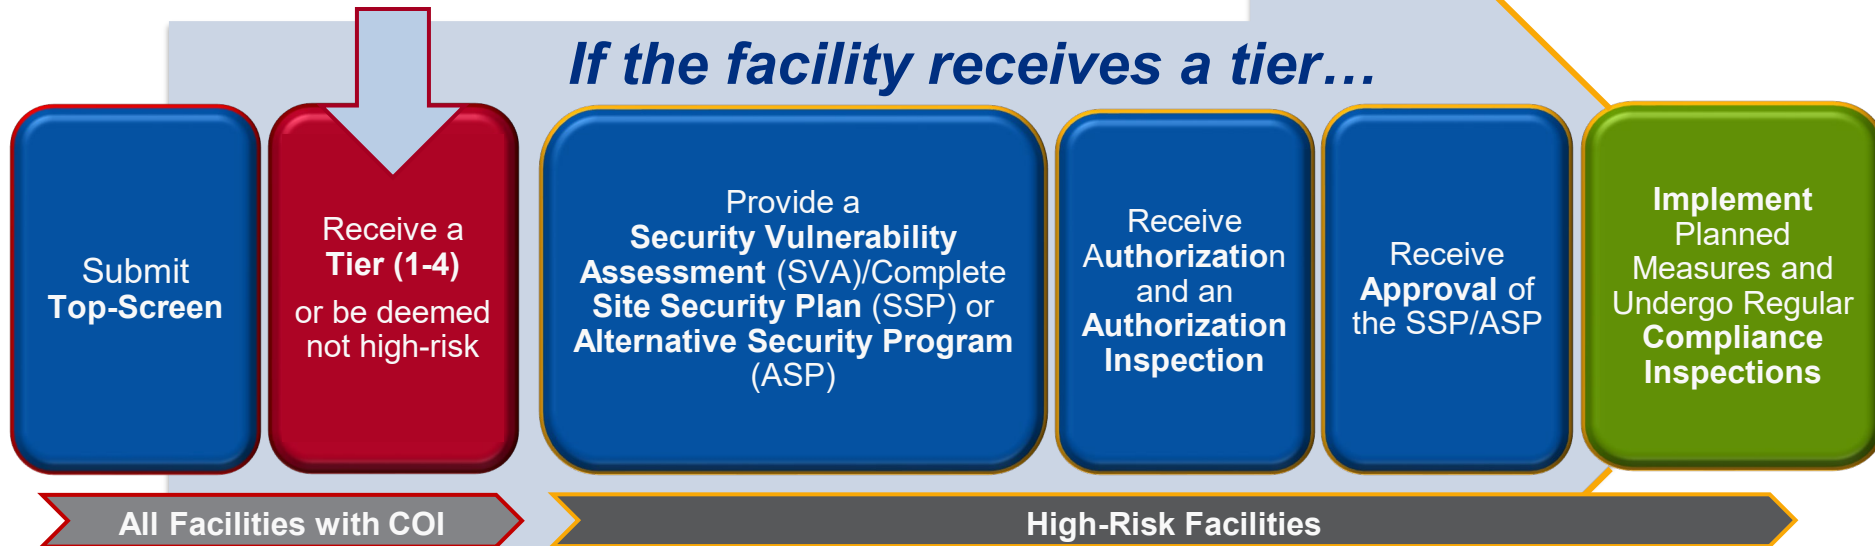 If the facility receives a tier…
Submit
Top-Screen
Receive a
Tier (1-4)
or be deemed
not high-risk
Provide a
Security Vulnerability
Assessment (SVA)/Complete
Site Security Plan (SSP) or
Alternative Security Program
(ASP)
Receive
Authorization
and an
Authorization
Inspection
Receive
Approval of
the SSP/ASP
Implement
Planned
Measures and
Undergo Regular
Compliance
Inspections
All Facilities with COI
High-Risk Facilities